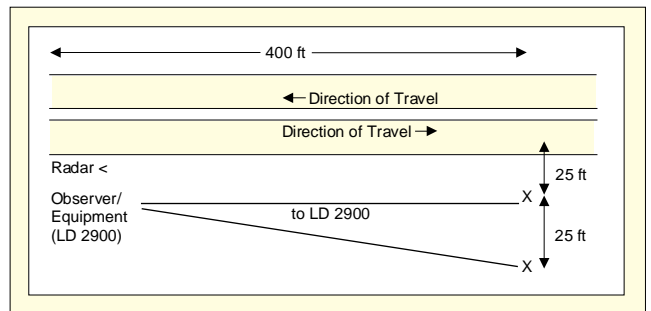 400 ft
Direction of Travel
Direction of Travel
Radar <
25 ft
Observer/
Equipment
(LD 2900)
X
to LD 2900
25 ft
X